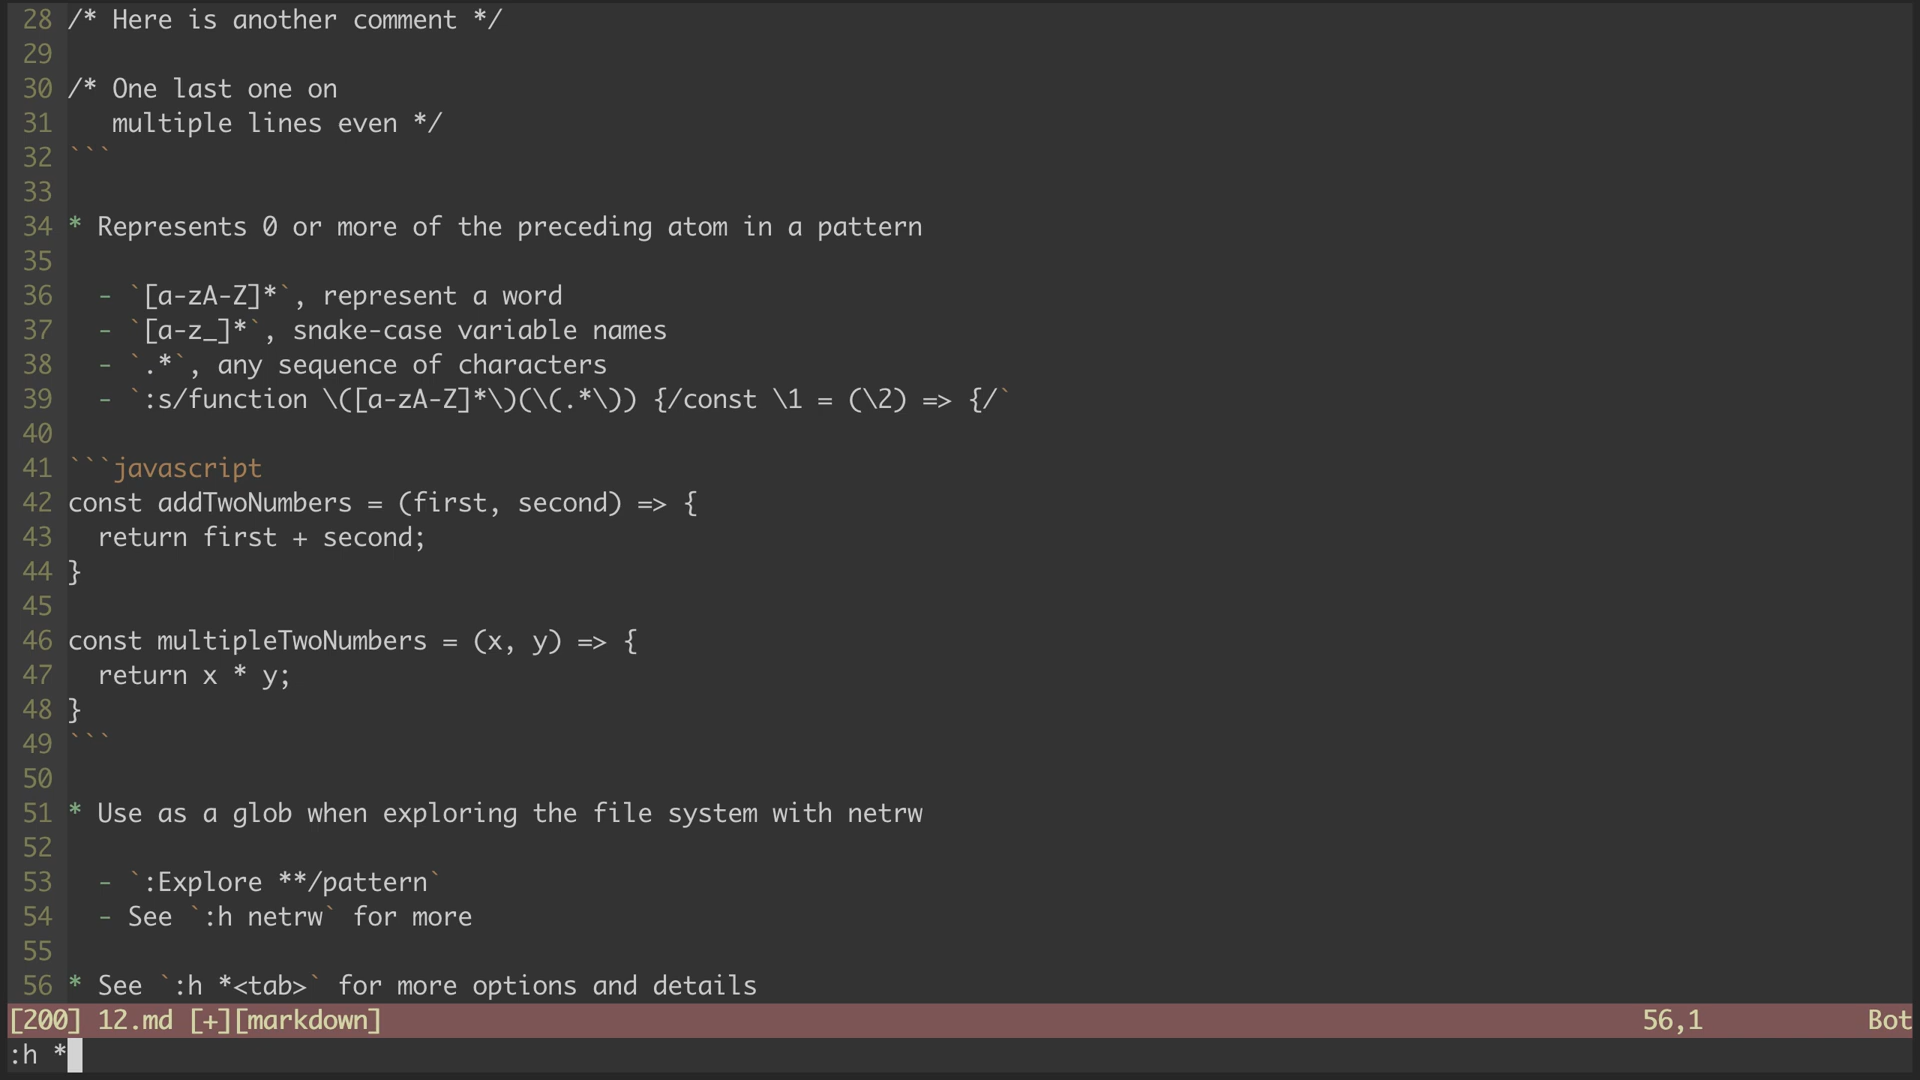 28 /* Here is another comment */
29
30 /* One last one on
31    multiple lines even */
32 ```
33
34 * Represents 0 or more of the preceding atom in a pattern
35
36   - `[a-zA-Z]*`, represent a word
37   - `[a-z_]*`, snake-case variable names
38   - `.*`, any sequence of characters
39   - `:s/function \([a-zA-Z]*\)(\(.*\)) {/const \1 = (\2) => {/`
40
41 ```javascript
42 const addTwoNumbers = (first, second) => {
43   return first + second;
44 }
45
46 const multipleTwoNumbers = (x, y) => {
47   return x * y;
48 }
49 ```
50
51 * Use as a glob when exploring the file system with netrw
52
53   - `:Explore **/pattern`
54   - See `:h netrw` for more
55
56 * See `:h *<tab>` for more options and details
[200] 12.md [+][markdown] 56,1 Bot
:h *